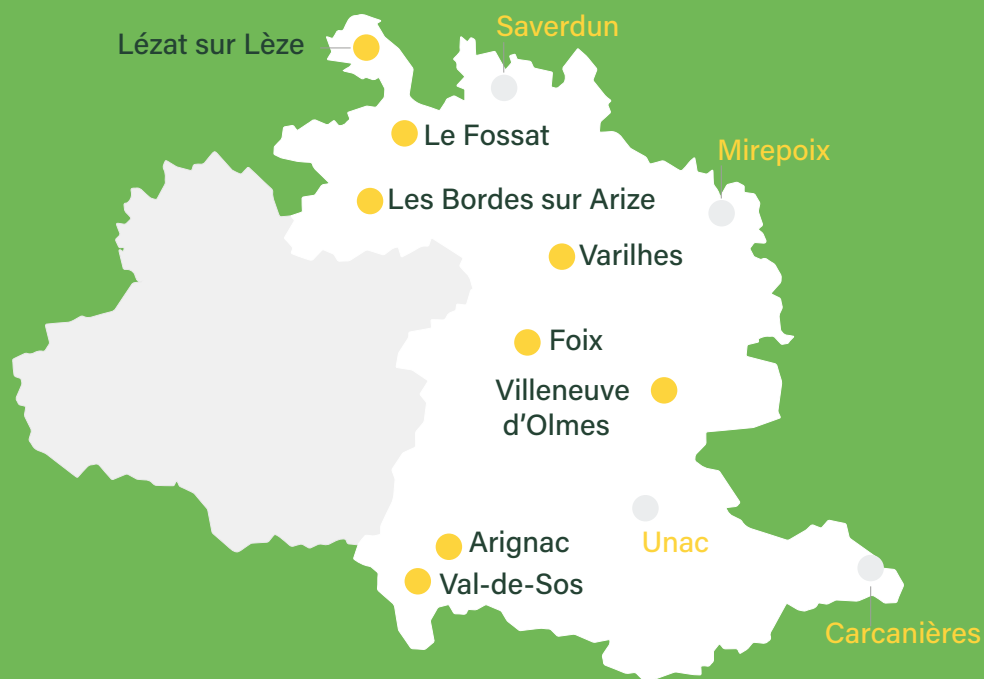 Saverdun
Lézat sur Lèze
Le Fossat
Mirepoix
Les Bordes sur Arize
Varilhes
Foix
Villeneuve
d'Olmes
Arignac
Unac
Val-de-Sos
Carcanières